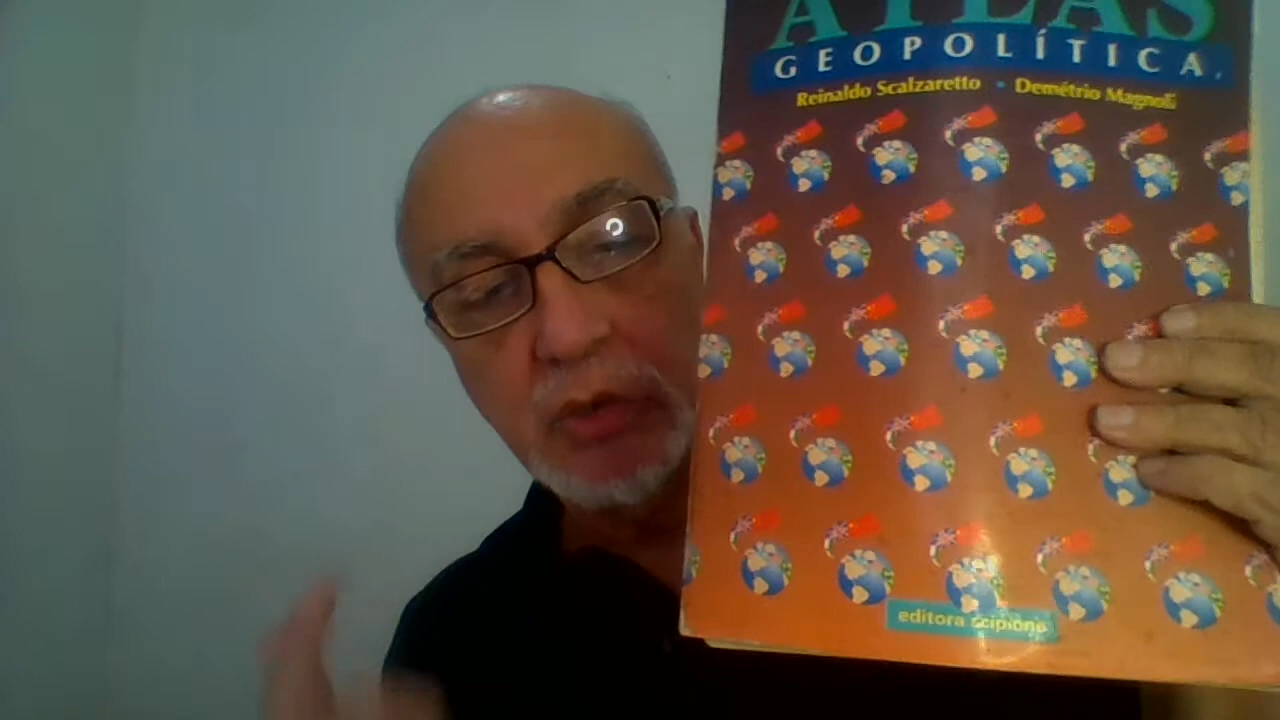 ATLAS
GEOPOLÍTICA
Reinaldo Scalzaretto • Demétrio Magnoli
editora scipione